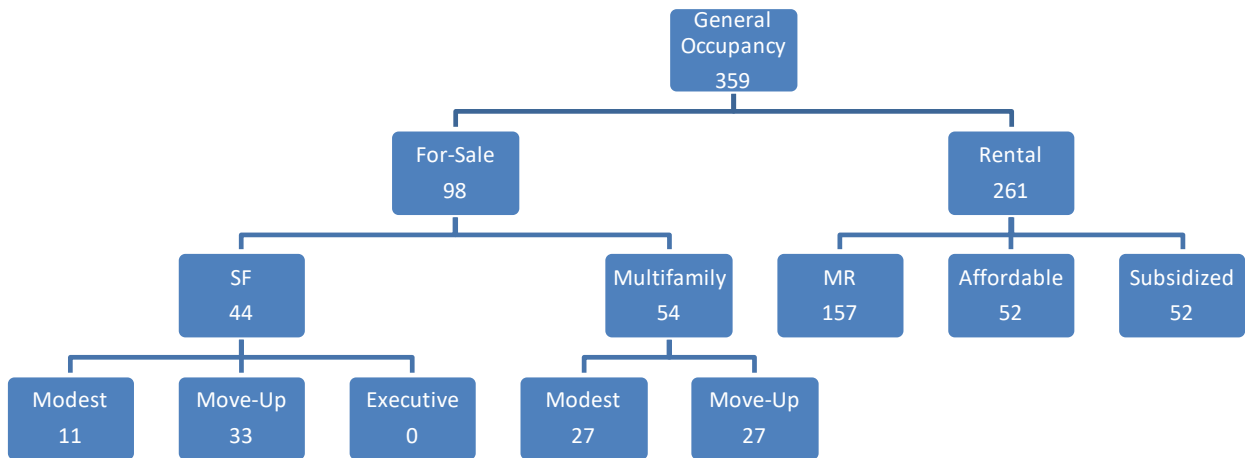 General
Occupancy
359
For-Sale
98
Rental
261
SF
44
Multifamily
54
MR
157
Affordable
52
Subsidized
52
Modest
11
Move-Up
33
Executive
0
Modest
27
Move-Up
27